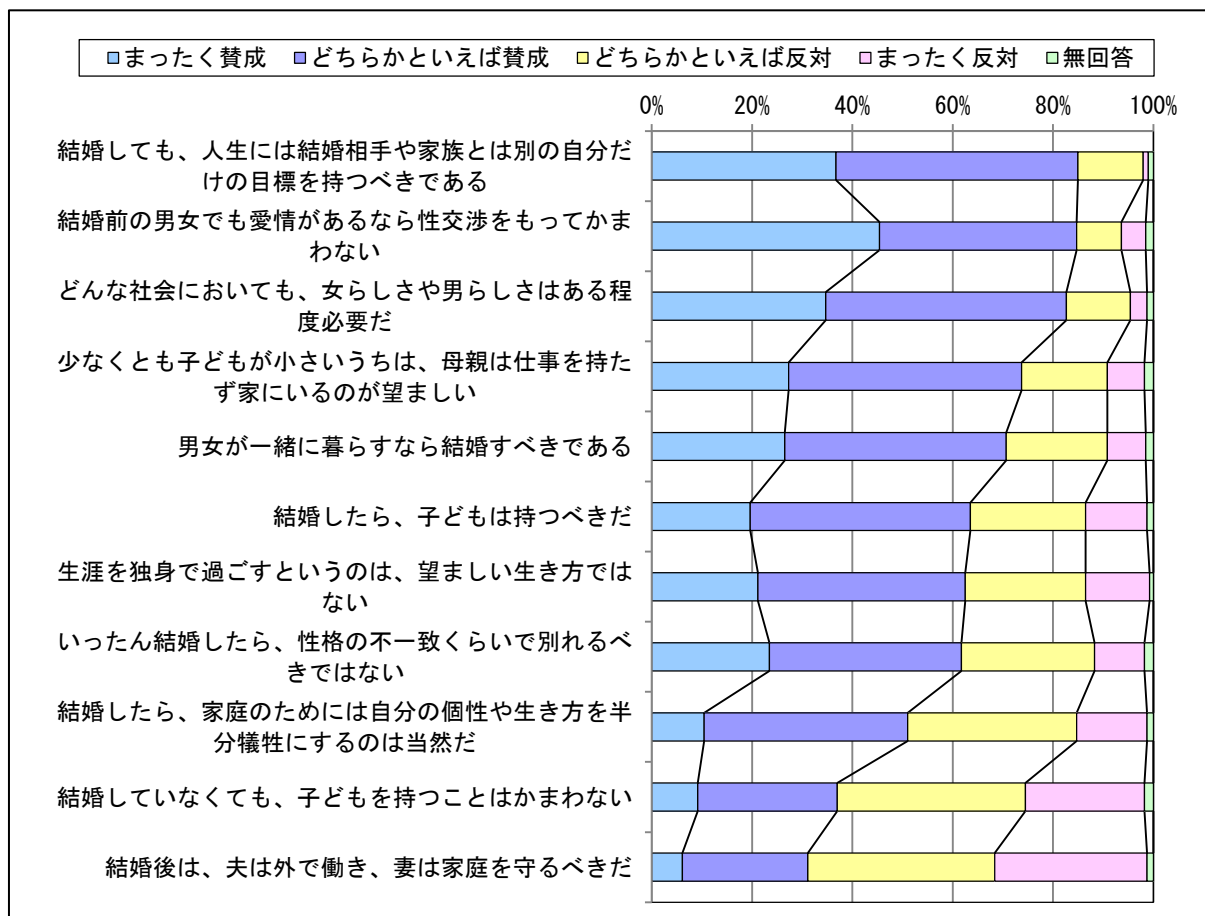 まったく賛成 どちらかといえば賛成 どちらかといえば反対 まったく反対 無回答
0% 20% 40% 60% 80% 100%
結婚しても、人生には結婚相手や家族とは別の自分だ
けの目標を持つべきである
結婚前の男女でも愛情があるなら性交渉をもってかま
わない
どんな社会においても、女らしさや男らしさはある程
度必要だ
少なくとも子どもが小さいうちは、母親は仕事を持た
ず家にいるのが望ましい
男女が一緒に暮らすなら結婚すべきである
結婚したら、子どもは持つべきだ
生涯を独身で過ごすというのは、望ましい生き方では
ない
いったん結婚したら、性格の不一致くらいで別れるべ
きではない
結婚したら、家庭のためには自分の個性や生き方を半
分犠牲にするのは当然だ
結婚していなくても、子どもを持つことはかまわない
結婚後は、夫は外で働き、妻は家庭を守るべきだ